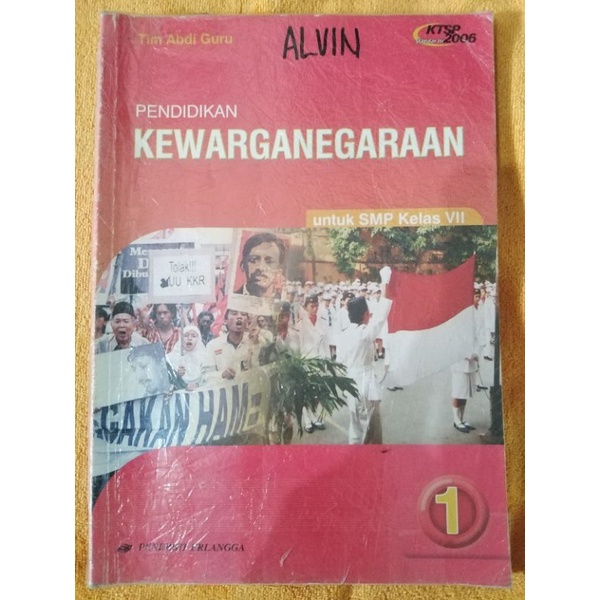 Tim Abdi Guru
ALVIN
KTSP
2006
PENDIDIKAN
KEWARGANEGARAAN
untuk SMP Kelas VII
Tolak!!!
UU KKR
GAKAN HAM
1
PENERBIT ERLANGGA